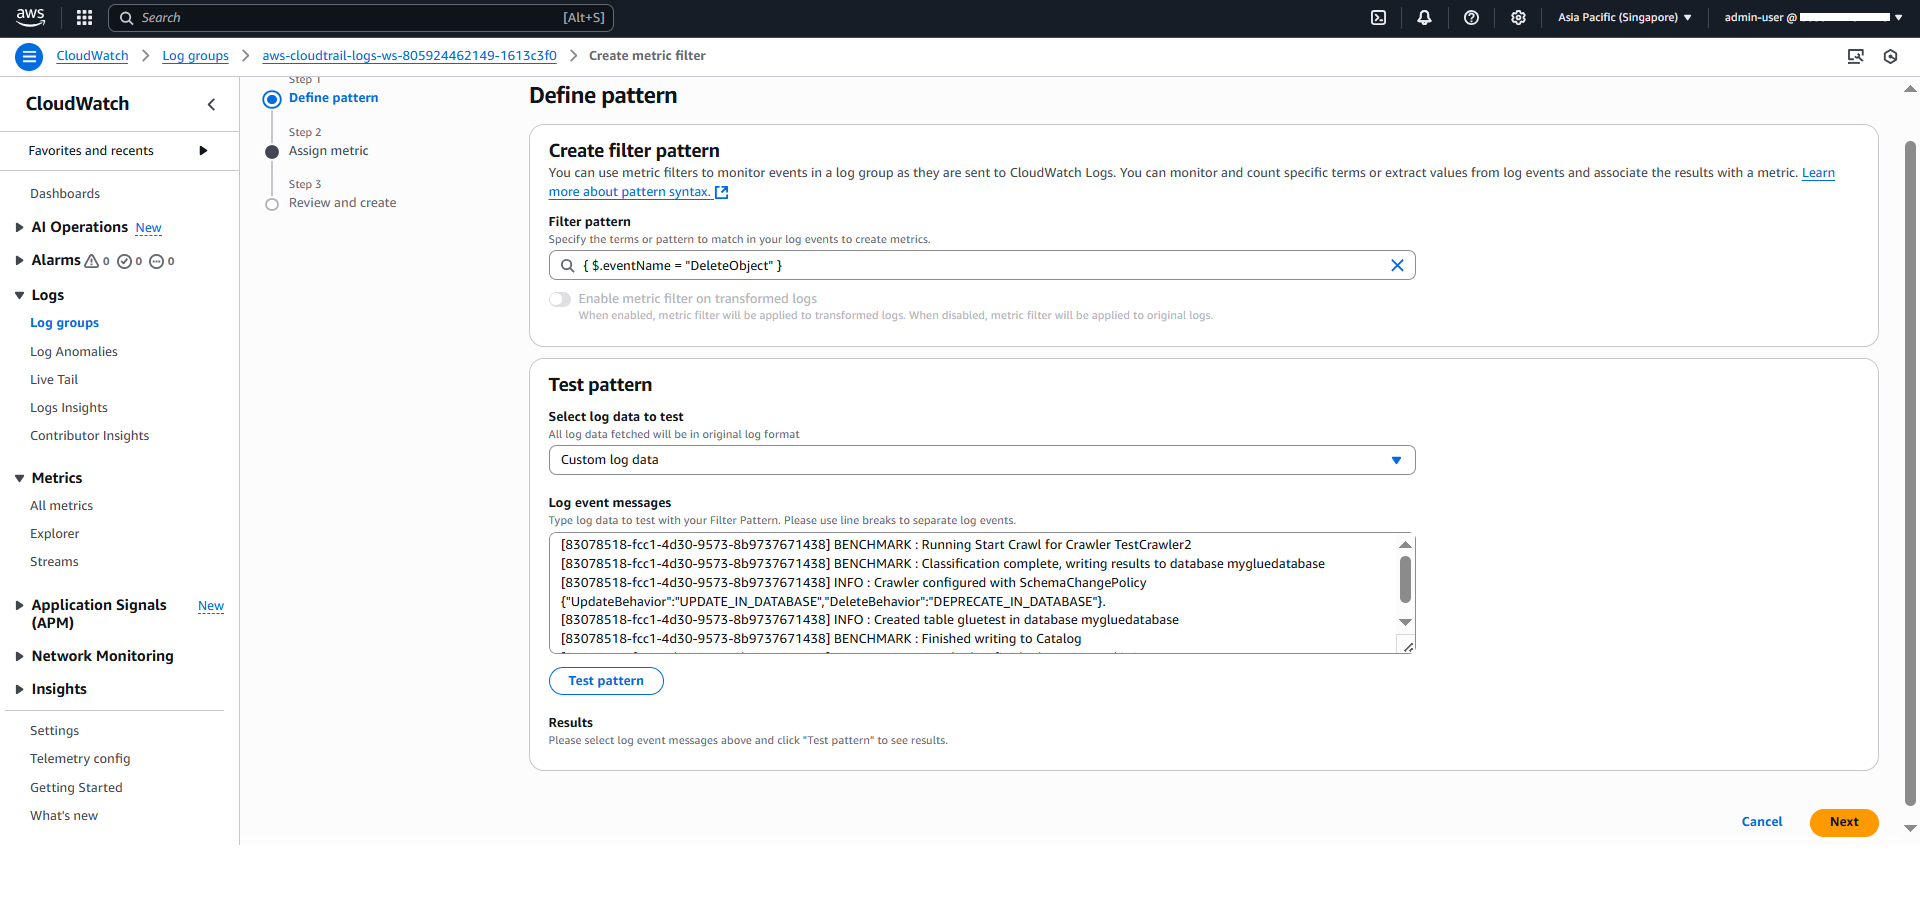 aws
Search
[Alt+S]
Asia Pacific (Singapore)
admin-user @
CloudWatch
Log groups
aws-cloudtrail-logs-ws-805924462149-1613c3f0
Create metric filter
CloudWatch
Favorites and recents
Dashboards
AI Operations New
Alarms 0 0 0
Logs
Log groups
Log Anomalies
Live Tail
Logs Insights
Contributor Insights
Metrics
All metrics
Explorer
Streams
Application Signals New
(APM)
Network Monitoring
Insights
Settings
Telemetry config
Getting Started
What's new
Step 1
Define pattern
Step 2
Assign metric
Step 3
Review and create
Define pattern
Create filter pattern
You can use metric filters to monitor events in a log group as they are sent to CloudWatch Logs. You can monitor and count specific terms or extract values from log events and associate the results with a metric. Learn
more about pattern syntax.
Filter pattern
Specify the terms or pattern to match in your log events to create metrics.
{ $.eventName = "DeleteObject" }
Enable metric filter on transformed logs
When enabled, metric filter will be applied to transformed logs. When disabled, metric filter will be applied to original logs.
Test pattern
Select log data to test
All log data fetched will be in original log format
Custom log data
Log event messages
Type log data to test with your Filter Pattern. Please use line breaks to separate log events.
[83078518-fcc1-4d30-9573-8b9737671438] BENCHMARK : Running Start Crawl for Crawler TestCrawler2
[83078518-fcc1-4d30-9573-8b9737671438] BENCHMARK : Classification complete, writing results to database mygluedatabase
[83078518-fcc1-4d30-9573-8b9737671438] INFO : Crawler configured with SchemaChangePolicy
{"UpdateBehavior":"UPDATE_IN_DATABASE","DeleteBehavior":"DEPRECATE_IN_DATABASE"}.
[83078518-fcc1-4d30-9573-8b9737671438] INFO : Created table gluetest in database mygluedatabase
[83078518-fcc1-4d30-9573-8b9737671438] BENCHMARK : Finished writing to Catalog
Test pattern
Results
Please select log event messages above and click "Test pattern" to see results.
Cancel
Next